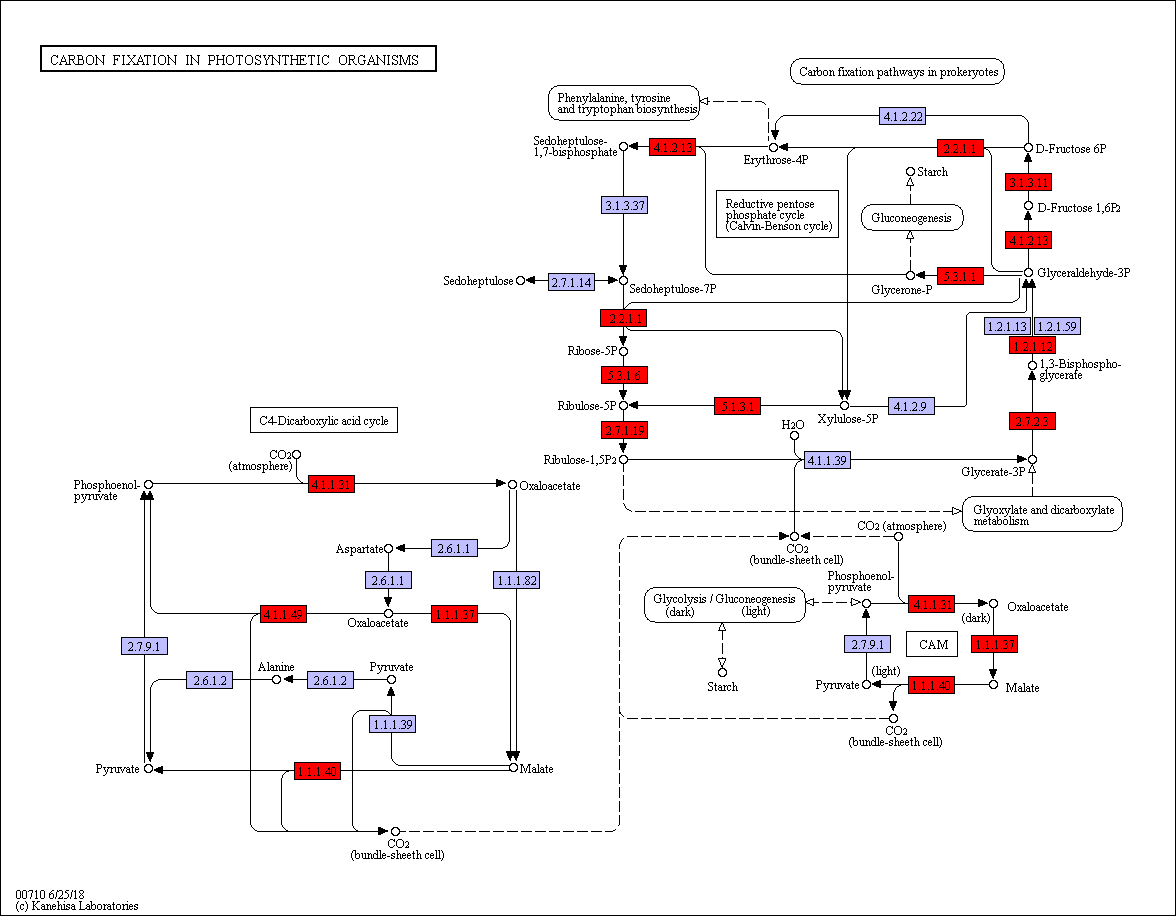 CARBON FIXATION IN PHOTOSYNTHETIC ORGANISMS
Carbon fixation pathways in prokeryotes
Phenylalanine, tyrosine
and tryptophan biosynthesis
4.1.2.22
Sedoheptulose-
1,7-bisphosphate
4.1.2.13
Erythrose-4P
2.2.1.1
D-Fructose 6P
Starch
3.1.3.11
3.1.3.37
Reductive pentose
phosphate cycle
(Calvin-Benson cycle)
Gluconeogenesis
D-Fructose 1,6P2
4.1.2.13
Sedoheptulose
2.7.1.14
Sedoheptulose-7P
Glycerone-P
5.3.1.1
Glyceraldehyde-3P
2.2.1.1
1.2.1.13
1.2.1.59
1.2.1.12
Ribose-5P
5.3.1.6
1,3-Bisphospho-
glycerate
Ribulose-5P
5.1.3.1
Xylulose-5P
4.1.2.9
2.7.1.19
2.7.2.3
C4-Dicarboxylic acid cycle
H2O
Ribulose-1,5P2
4.1.1.39
Glycerate-3P
CO2
(atmosphere)
4.1.1.31
Phosphoenol-
pyruvate
Oxaloacetate
Glyoxylate and dicarboxylate
metabolism
CO2 (atmosphere)
Aspartate
2.6.1.1
CO2
(bundle-sheeth cell)
2.6.1.1
1.1.1.82
Phosphoenol-
pyruvate
Glycolysis / Gluconeogenesis
(dark)
(light)
4.1.1.31
Oxaloacetate
(dark)
4.1.1.49
Oxaloacetate
1.1.1.37
2.7.9.1
2.7.9.1
CAM
1.1.1.37
Alanine
Pyruvate
2.6.1.2
2.6.1.2
Starch
(light)
Pyruvate
1.1.1.40
Malate
1.1.1.39
CO2
(bundle-sheeth cell)
Pyruvate
1.1.1.40
Malate
CO2
(bundle-sheeth cell)
00710 6/25/18
(c) Kanehisa Laboratories